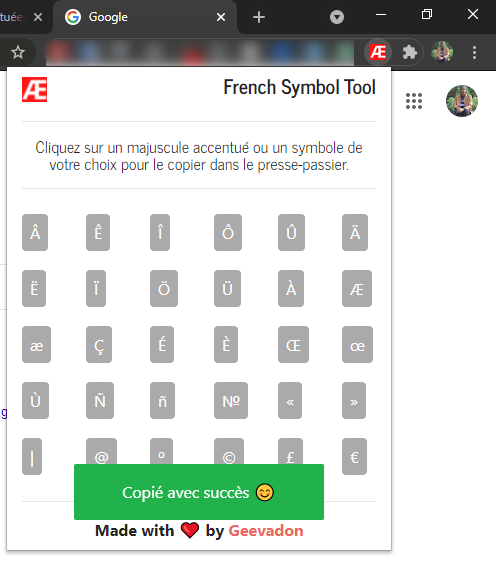 tuée
Google
Æ
Æ French Symbol Tool
Cliquez sur un majuscule accentué ou un symbole de
votre choix pour le copier dans le presse-passier.
Â Ê Î Ô Û Ä
Ë Ï Ö Ü À Æ
æ Ç É È Œ œ
Ù Ñ ñ № « »
| @ º © £ €
Copié avec succès 😊
Made with ❤️ by Geevadon
g